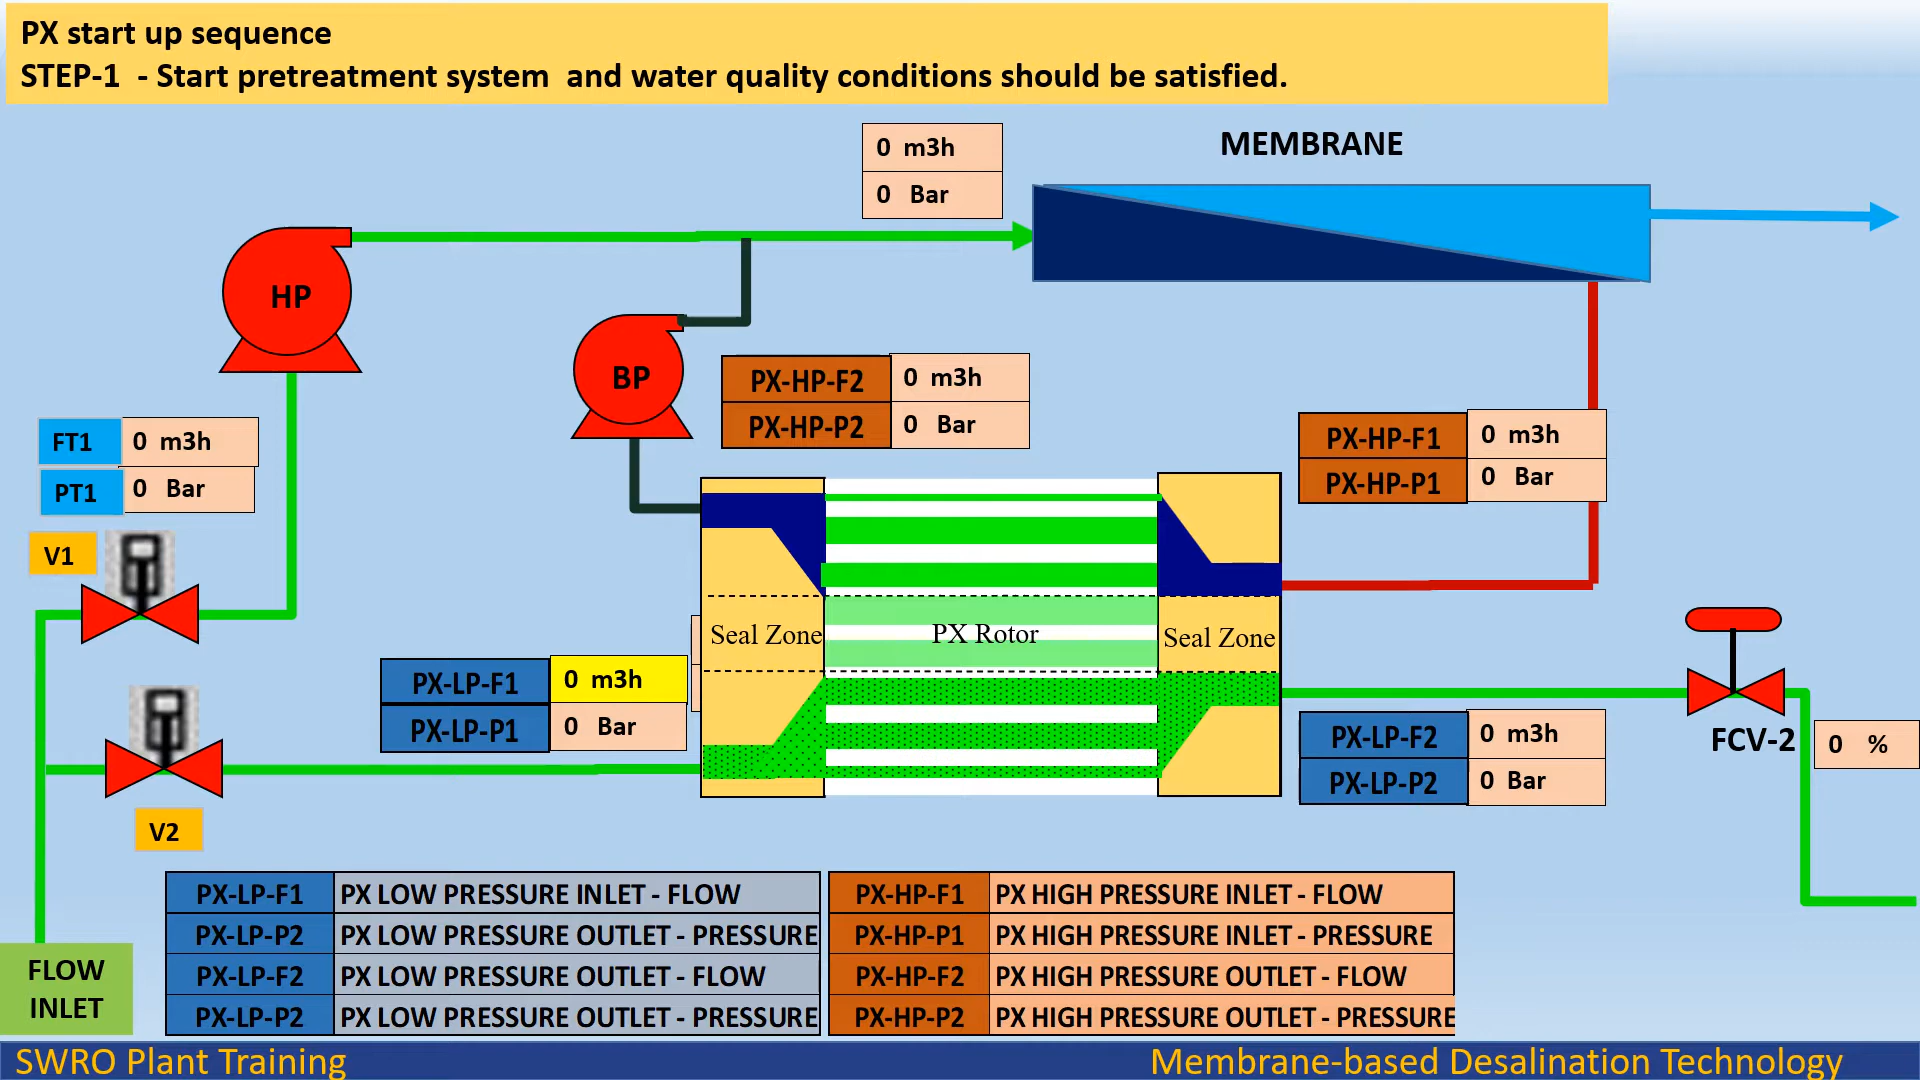 PX start up sequence
STEP-1 - Start pretreatment system and water quality conditions should be satisfied.
0 m3h
0 Bar
MEMBRANE
HP
BP
PX-HP-F2 0 m3h
PX-HP-P2 0 Bar
FT1 0 m3h
PT1 0 Bar
PX-HP-F1 0 m3h
PX-HP-P1 0 Bar
V1
Seal Zone
PX Rotor
Seal Zone
PX-LP-F1 0 m3h
PX-LP-P1 0 Bar
PX-LP-F2 0 m3h
PX-LP-P2 0 Bar
FCV-2
0 %
V2
PX-LP-F1 PX LOW PRESSURE INLET - FLOW
PX-LP-P2 PX LOW PRESSURE OUTLET - PRESSURE
PX-LP-F2 PX LOW PRESSURE OUTLET - FLOW
PX-LP-P2 PX LOW PRESSURE OUTLET - PRESSURE
PX-HP-F1 PX HIGH PRESSURE INLET - FLOW
PX-HP-P1 PX HIGH PRESSURE INLET - PRESSURE
PX-HP-F2 PX HIGH PRESSURE OUTLET - FLOW
PX-HP-P2 PX HIGH PRESSURE OUTLET - PRESSURE
FLOW
INLET
SWRO Plant Training
Membrane-based Desalination Technology